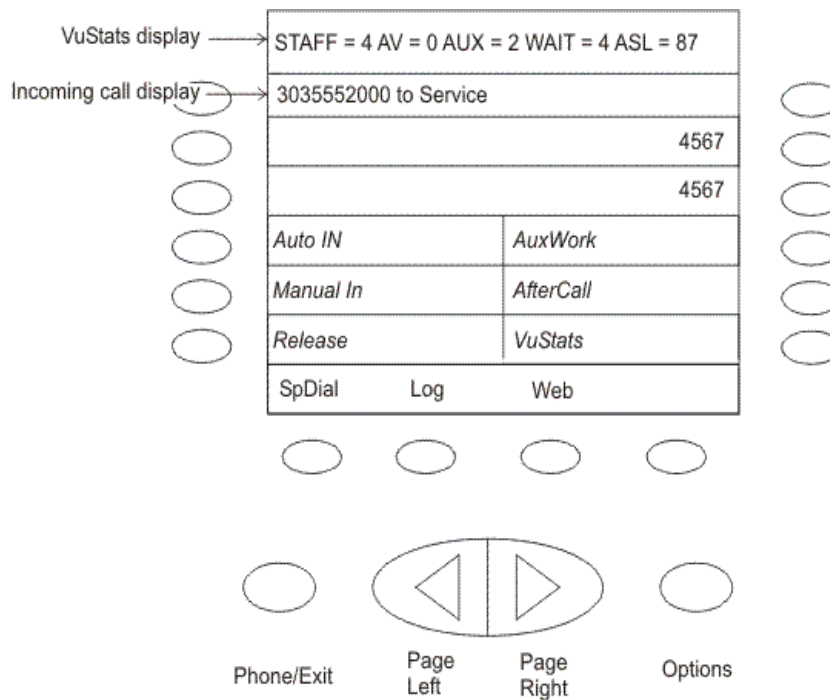 VuStats display
STAFF = 4 AV = 0 AUX = 2 WAIT = 4 ASL = 87
Incoming call display
3035552000 to Service
4567
4567
Auto IN AuxWork
Manual In AfterCall
Release VuStats
SpDial Log Web
Phone/Exit
Page
Left
Page
Right
Options